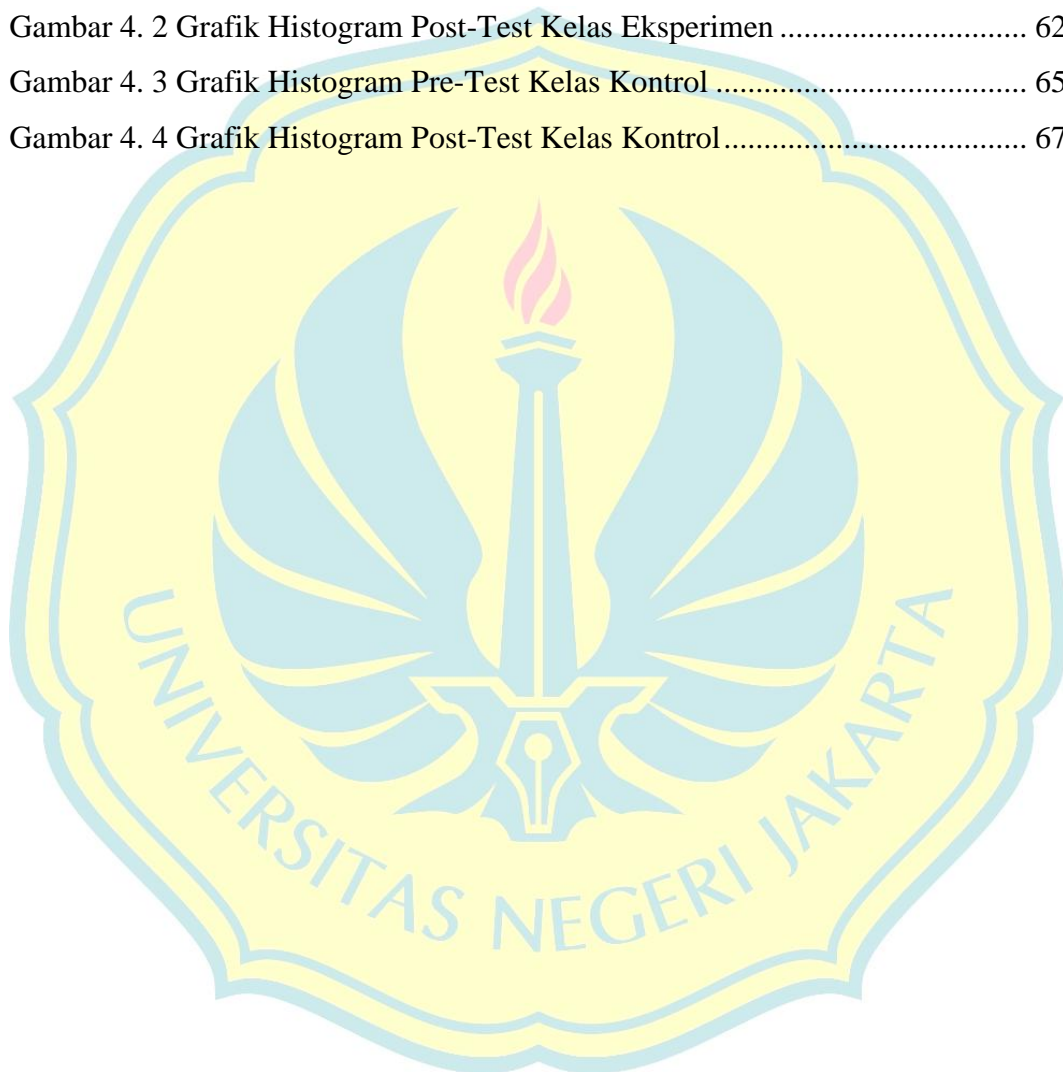 Gambar 4. 2 Grafik Histogram Post-Test Kelas Eksperimen ............................... 62
Gambar 4. 3 Grafik Histogram Pre-Test Kelas Kontrol ....................................... 65
Gambar 4. 4 Grafik Histogram Post-Test Kelas Kontrol...................................... 67
UNIVERSITAS NEGERI JAKARTA